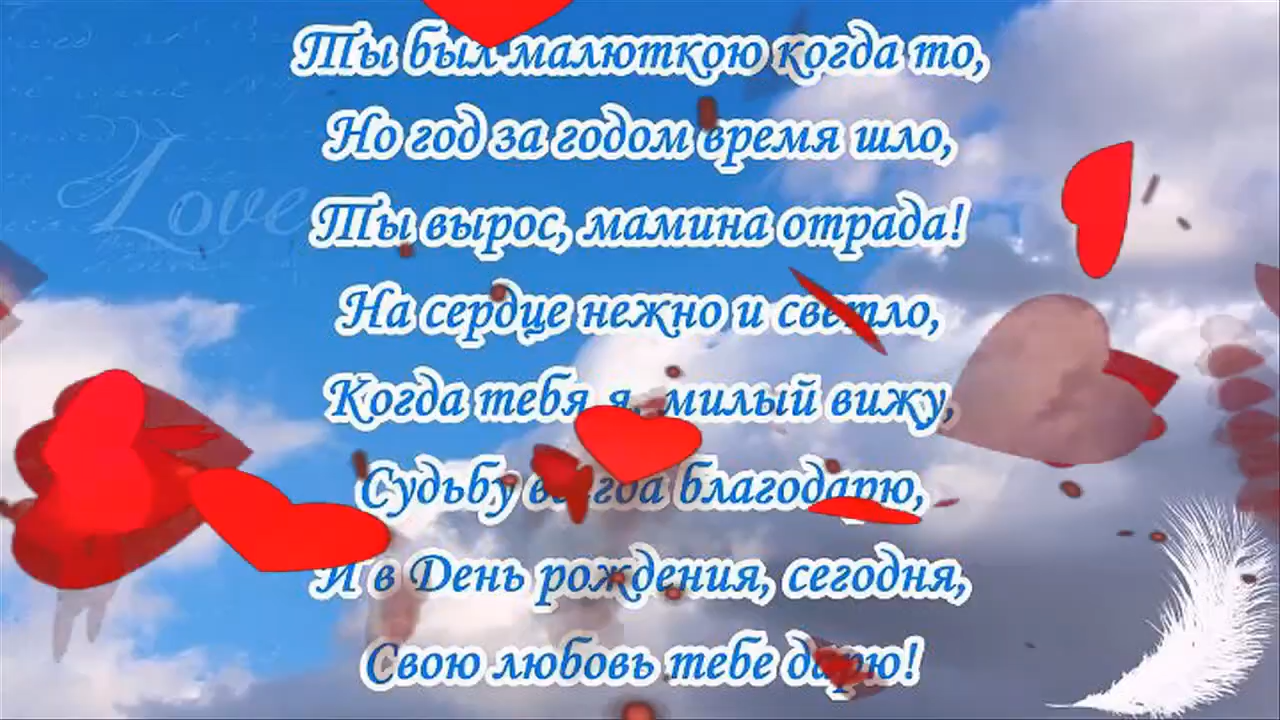 Ты был малюткою когда то,
Но год за годом время шло,
Ты вырос, мамина отрада!
На сердце нежно и светло,
Когда тебя я, милый вижу,
Судьбу всегда благодарю,
И в День рождения, сегодня,
Свою любовь тебе дарю!
Love